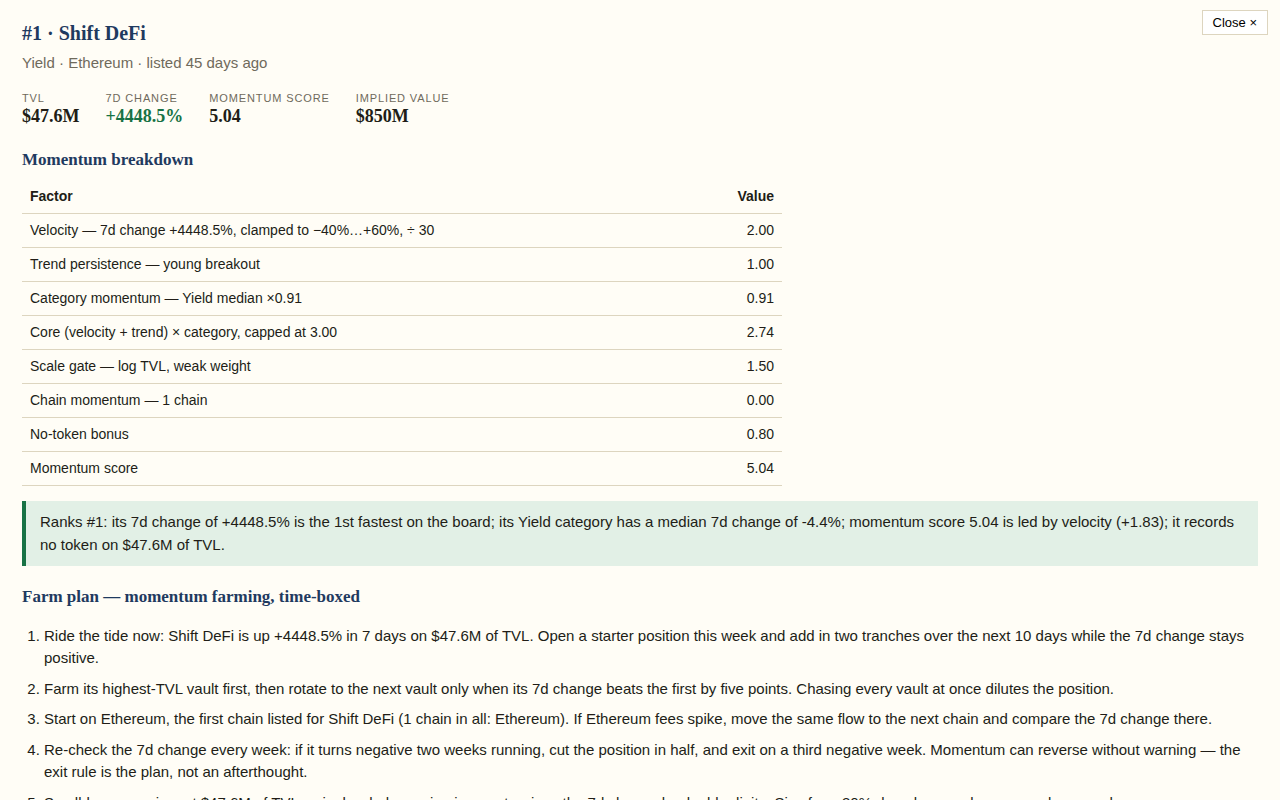 Close ×
#1 · Shift DeFi
Yield · Ethereum · listed 45 days ago
TVL 7D CHANGE MOMENTUM SCORE IMPLIED VALUE
$47.6M +4448.5% 5.04 $850M
Momentum breakdown
Factor Value
Velocity — 7d change +4448.5%, clamped to −40%…+60%, ÷ 30 2.00
Trend persistence — young breakout 1.00
Category momentum — Yield median ×0.91 0.91
Core (velocity + trend) × category, capped at 3.00 2.74
Scale gate — log TVL, weak weight 1.50
Chain momentum — 1 chain 0.00
No-token bonus 0.80
Momentum score 5.04
Ranks #1: its 7d change of +4448.5% is the 1st fastest on the board; its Yield category has a median 7d change of -4.4%; momentum score 5.04 is led by velocity (+1.83); it records
no token on $47.6M of TVL.
Farm plan — momentum farming, time-boxed
1. Ride the tide now: Shift DeFi is up +4448.5% in 7 days on $47.6M of TVL. Open a starter position this week and add in two tranches over the next 10 days while the 7d change stays
positive.
2. Farm its highest-TVL vault first, then rotate to the next vault only when its 7d change beats the first by five points. Chasing every vault at once dilutes the position.
3. Start on Ethereum, the first chain listed for Shift DeFi (1 chain in all: Ethereum). If Ethereum fees spike, move the same flow to the next chain and compare the 7d change there.
4. Re-check the 7d change every week: if it turns negative two weeks running, cut the position in half, and exit on a third negative week. Momentum can reverse without warning — the
exit rule is the plan, not an afterthought.